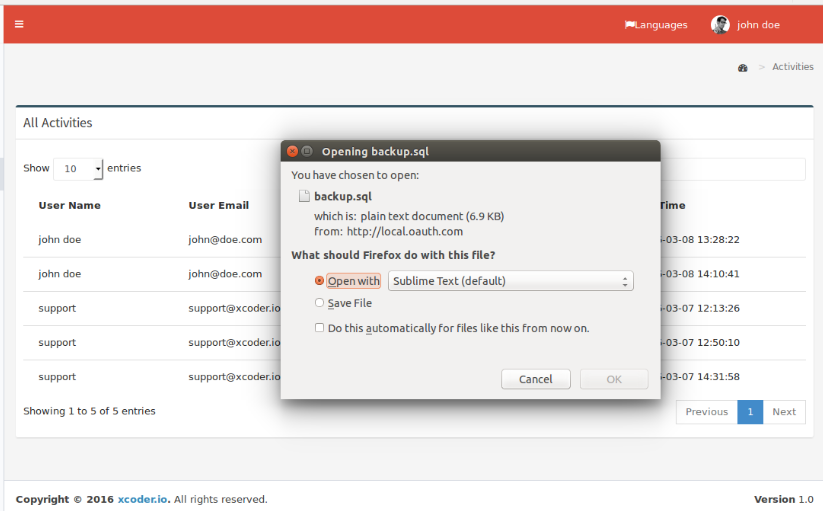 Languages
john doe
> Activities
All Activities
Show 10 entries
User Name User Email Time
john doe john@doe.com -03-08 13:28:22
john doe john@doe.com -03-08 14:10:41
support support@xcoder.io -03-07 12:13:26
support support@xcoder.io -03-07 12:50:10
support support@xcoder.io -03-07 14:31:58
Showing 1 to 5 of 5 entries
Previous 1 Next
Opening backup.sql
You have chosen to open:
backup.sql
which is: plain text document (6.9 KB)
from: http://local.oauth.com
What should Firefox do with this file?
Open with Sublime Text (default)
Save File
Do this automatically for files like this from now on.
Cancel OK
Copyright © 2016 xcoder.io. All rights reserved. Version 1.0